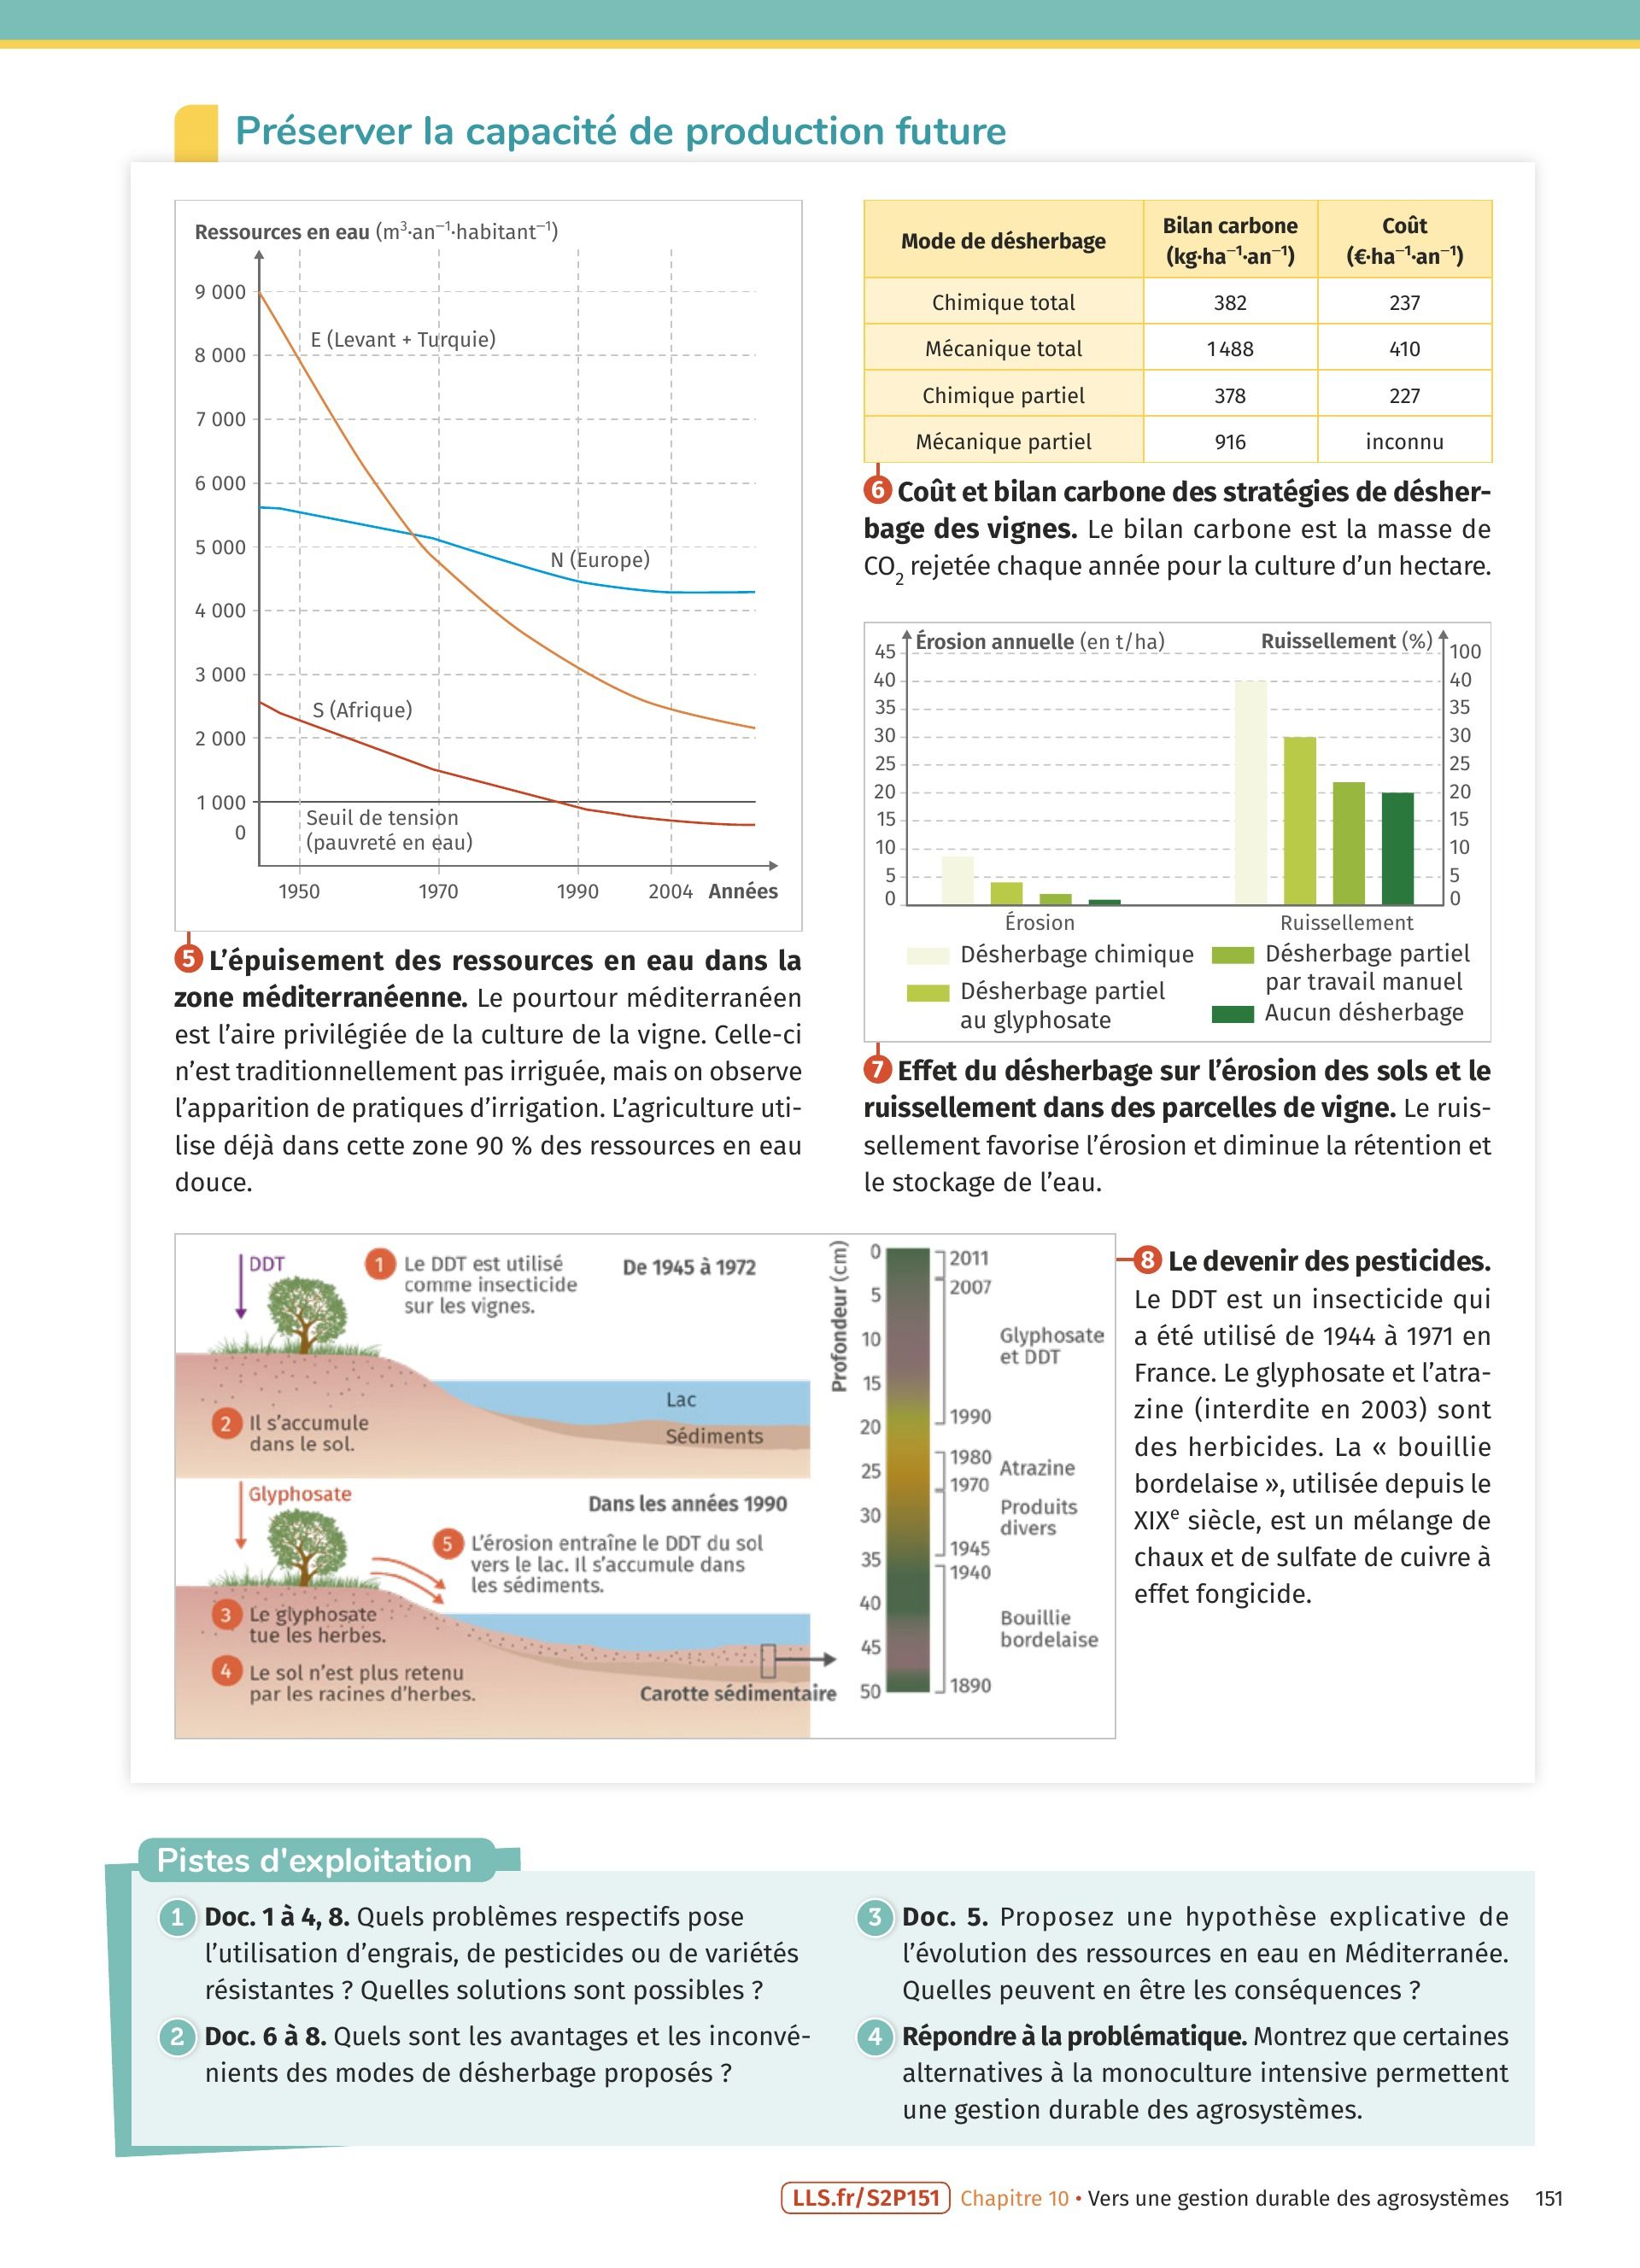 Préserver la capacité de production future
Ressources en eau (m³·an⁻¹·habitant⁻¹)
9 000
8 000
7 000
6 000
5 000
4 000
3 000
2 000
1 000
0
E (Levant + Turquie)
N (Europe)
S (Afrique)
Seuil de tension
(pauvreté en eau)
1950 1970 1990 2004 Années
5 L’épuisement des ressources en eau dans la
zone méditerranéenne. Le pourtour méditerranéen
est l’aire privilégiée de la culture de la vigne. Celle-ci
n’est traditionnellement pas irriguée, mais on observe
l’apparition de pratiques d’irrigation. L’agriculture uti-
lise déjà dans cette zone 90 % des ressources en eau
douce.
Mode de désherbage Bilan carbone (kg·ha⁻¹·an⁻¹) Coût (€·ha⁻¹·an⁻¹)
Chimique total 382 237
Mécanique total 1 488 410
Chimique partiel 378 227
Mécanique partiel 916 inconnu
6 Coût et bilan carbone des stratégies de désher-
bage des vignes. Le bilan carbone est la masse de
CO₂ rejetée chaque année pour la culture d’un hectare.
Érosion annuelle (en t/ha) Ruissellement (%)
45 100
40 40
35 35
30 30
25 25
20 20
15 15
10 10
5 5
0 0
Érosion Ruissellement
Désherbage chimique
Désherbage partiel
au glyphosate
Désherbage partiel
par travail manuel
Aucun désherbage
7 Effet du désherbage sur l’érosion des sols et le
ruissellement dans des parcelles de vigne. Le ruis-
sellement favorise l’érosion et diminue la rétention et
le stockage de l’eau.
DDT
1 Le DDT est utilisé
comme insecticide
sur les vignes.
De 1945 à 1972
Lac
Sédiments
2 Il s’accumule
dans le sol.
Glyphosate
Dans les années 1990
5 L’érosion entraîne le DDT du sol
vers le lac. Il s’accumule dans
les sédiments.
3 Le glyphosate
tue les herbes.
4 Le sol n’est plus retenu
par les racines d’herbes.
Carotte sédimentaire
Profondeur (cm)
0
5
10
15
20
25
30
35
40
45
50
2011
2007
Glyphosate
et DDT
1990
1980
Atrazine
1970
Produits
divers
1945
1940
Bouillie
bordelaise
1890
8 Le devenir des pesticides.
Le DDT est un insecticide qui
a été utilisé de 1944 à 1971 en
France. Le glyphosate et l’atra-
zine (interdite en 2003) sont
des herbicides. La « bouillie
bordelaise », utilisée depuis le
XIXᵉ siècle, est un mélange de
chaux et de sulfate de cuivre à
effet fongicide.
Pistes d'exploitation
1 Doc. 1 à 4, 8. Quels problèmes respectifs pose
l’utilisation d’engrais, de pesticides ou de variétés
résistantes ? Quelles solutions sont possibles ?
2 Doc. 6 à 8. Quels sont les avantages et les inconvé-
nients des modes de désherbage proposés ?
3 Doc. 5. Proposez une hypothèse explicative de
l’évolution des ressources en eau en Méditerranée.
Quelles peuvent en être les conséquences ?
4 Répondre à la problématique. Montrez que certaines
alternatives à la monoculture intensive permettent
une gestion durable des agrosystèmes.
LLS.fr/S2P151 Chapitre 10 • Vers une gestion durable des agrosystèmes 151